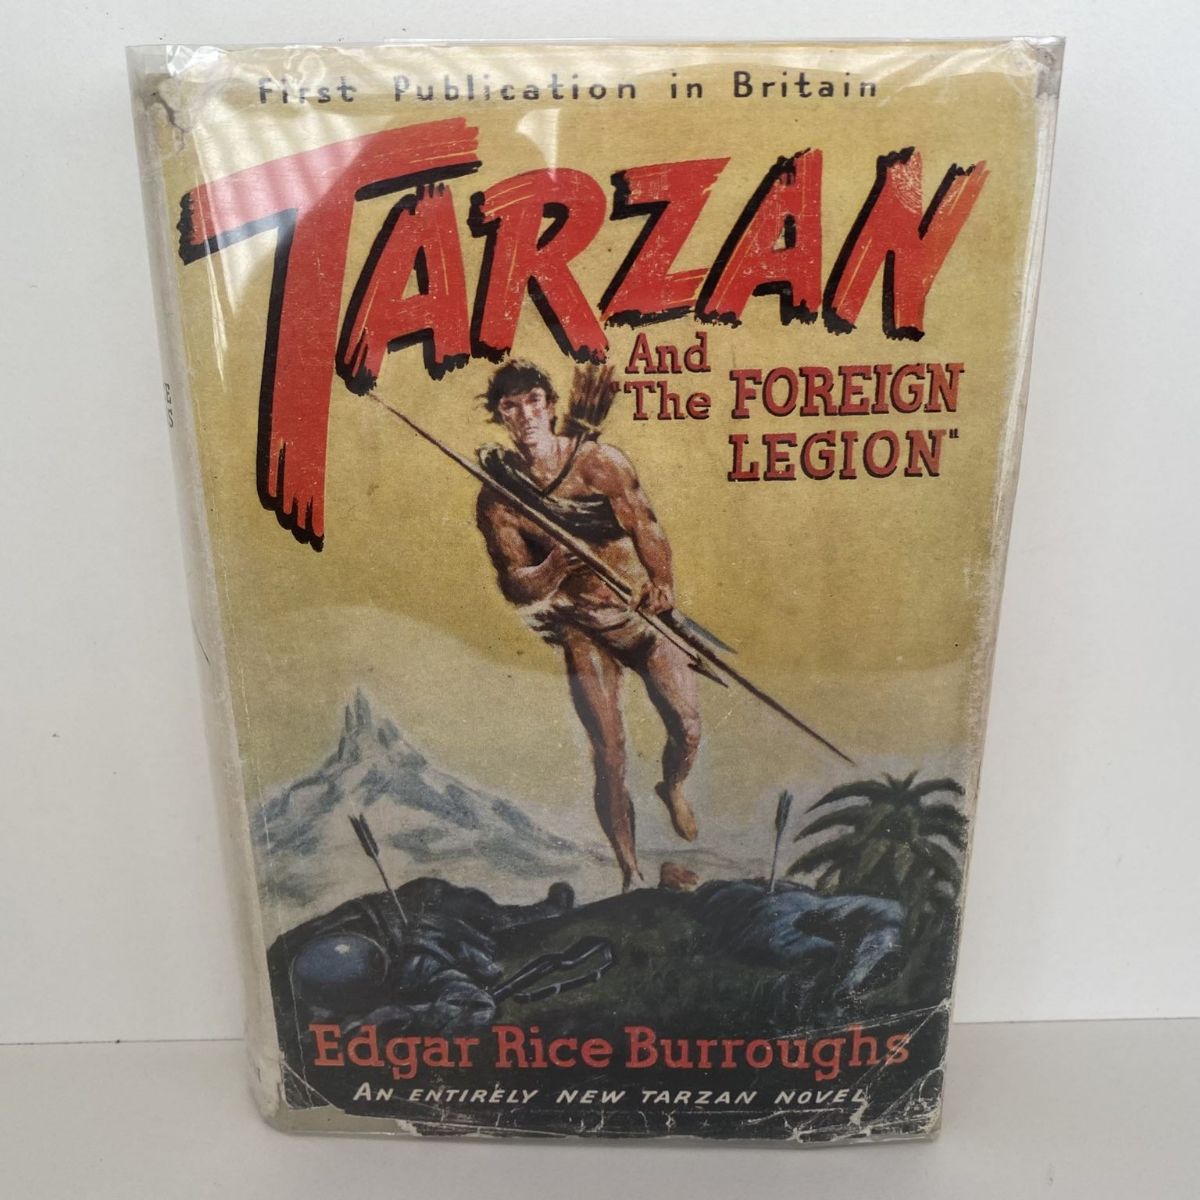 First Publication in Britain
TARZAN
And
"The FOREIGN
LEGION"
Edgar Rice Burroughs
AN ENTIRELY NEW TARZAN NOVEL